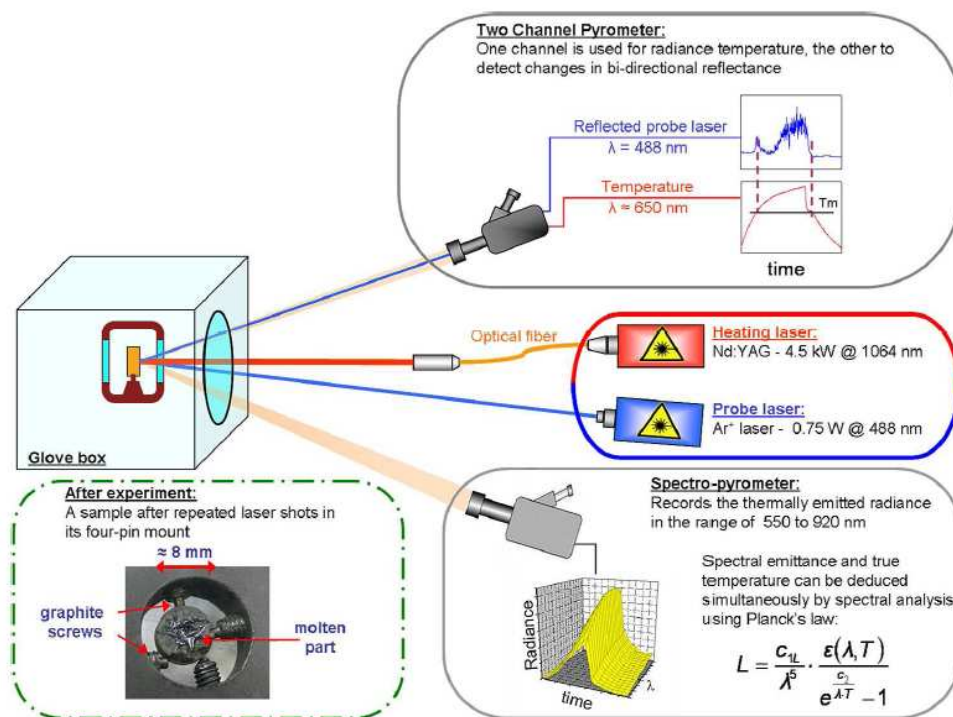 Two Channel Pyrometer:
One channel is used for radiance temperature, the other to
detect changes in bi-directional reflectance
Reflected probe laser
λ = 488 nm
Temperature
λ ≈ 650 nm
Tm
time
Optical fiber
Heating laser:
Nd:YAG - 4.5 kW @ 1064 nm
Probe laser:
Ar⁺ laser - 0.75 W @ 488 nm
Glove box
After experiment:
A sample after repeated laser shots in
its four-pin mount
≈ 8 mm
graphite
screws
molten
part
Spectro-pyrometer:
Records the thermally emitted radiance
in the range of 550 to 920 nm
Spectral emittance and true
temperature can be deduced
simultaneously by spectral analysis
using Planck's law:
Radiance
time
λ
L = c_{1L}/λ^5 · ε(λ,T)/(e^{c_2/(λ·T)} − 1)